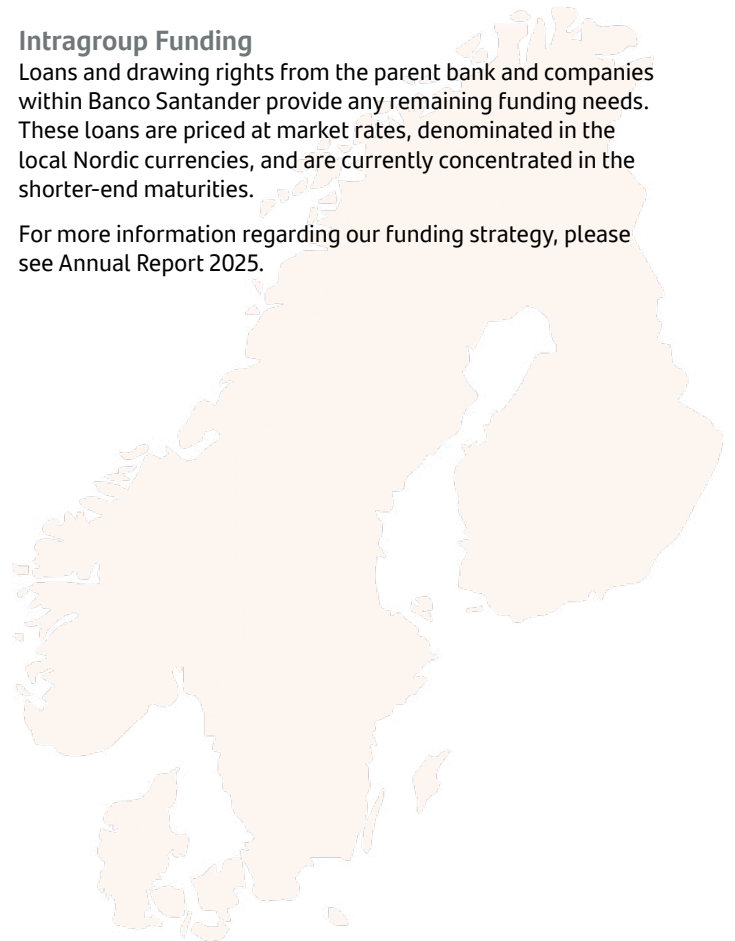 Intragroup Funding
Loans and drawing rights from the parent bank and companies
within Banco Santander provide any remaining funding needs.
These loans are priced at market rates, denominated in the
local Nordic currencies, and are currently concentrated in the
shorter-end maturities.
For more information regarding our funding strategy, please
see Annual Report 2025.